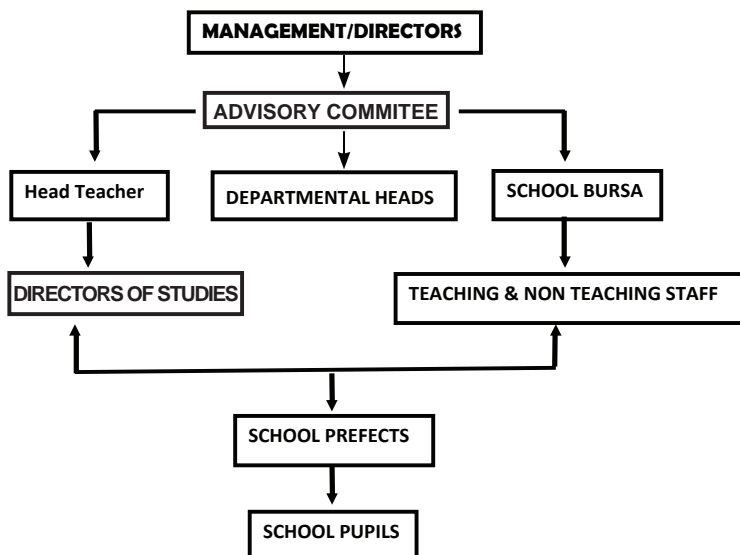 MANAGEMENT/DIRECTORS
ADVISORY COMMITEE
Head Teacher
DEPARTMENTAL HEADS
SCHOOL BURSA
DIRECTORS OF STUDIES
TEACHING & NON TEACHING STAFF
SCHOOL PREFECTS
SCHOOL PUPILS